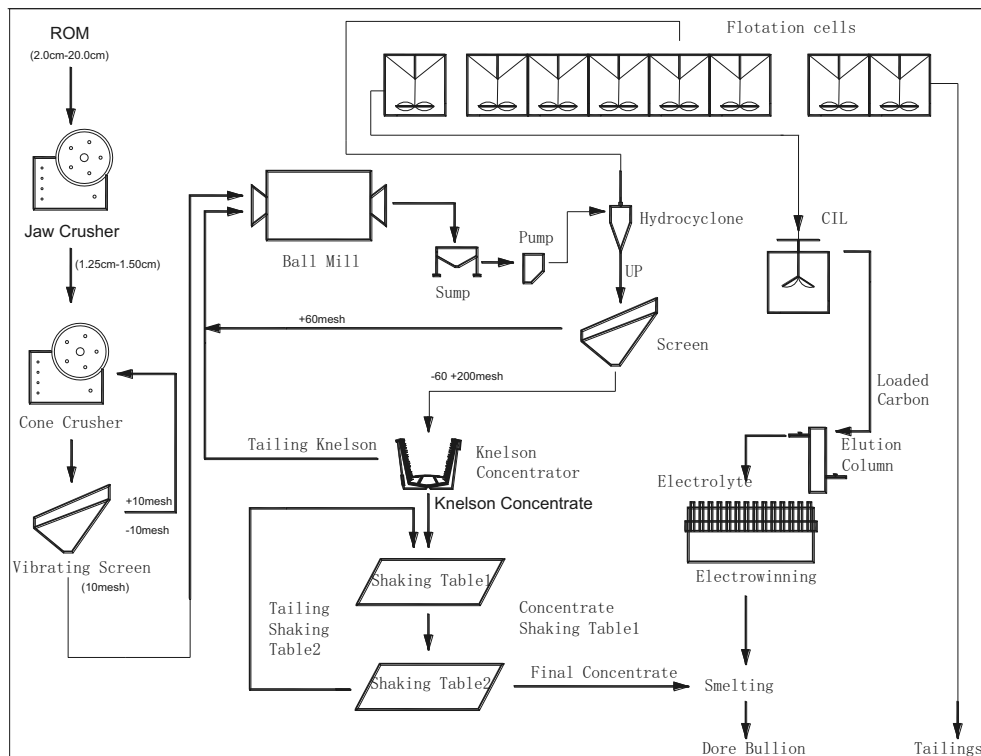 ROM
(2.0cm-20.0cm)
Flotation cells
Jaw Crusher
(1.25cm-1.50cm)
Ball Mill
Sump
Pump
Hydrocyclone
UP
CIL
+60mesh
Screen
-60 +200mesh
Loaded
Carbon
Cone Crusher
Tailing Knelson
Knelson
Concentrator
Elution
Column
Knelson Concentrate
Electrolyte
+10mesh
-10mesh
Vibrating Screen
(10mesh)
Shaking Table1
Electrowinning
Tailing
Shaking
Table2
Concentrate
Shaking Table1
Shaking Table2
Final Concentrate
Smelting
Dore Bullion
Tailings